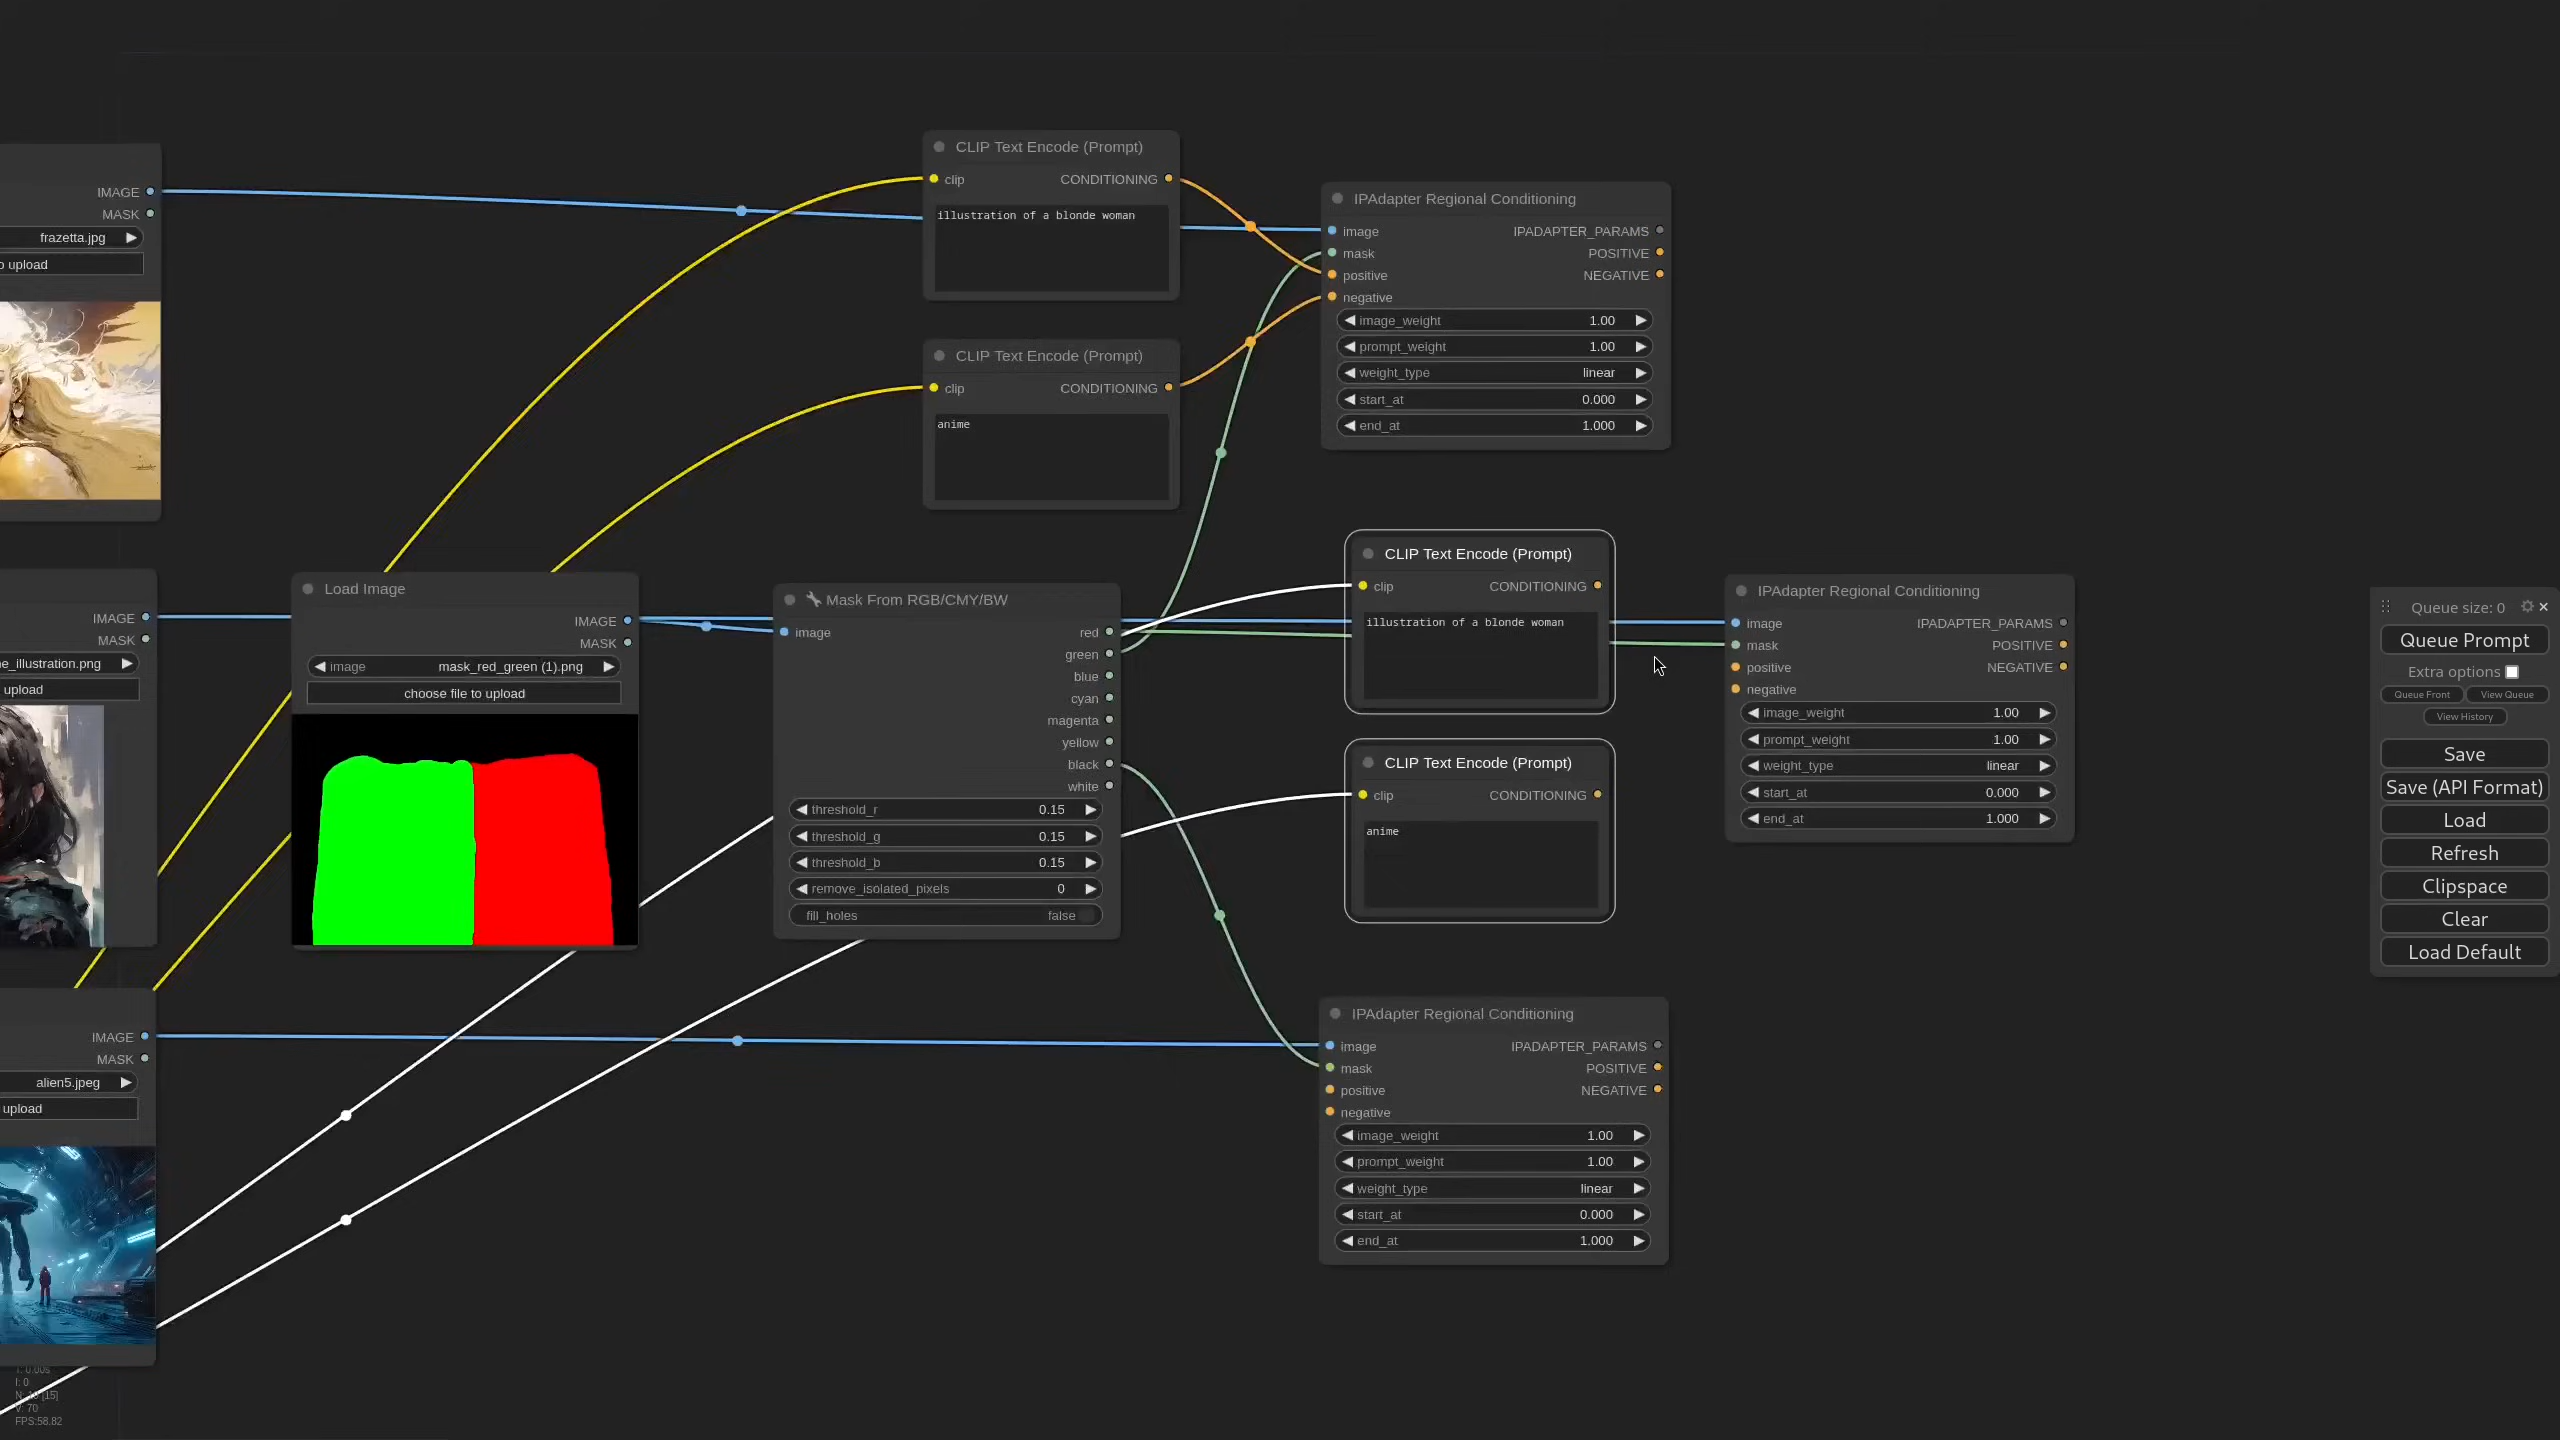 IMAGE
MASK
frazetta.jpg
o upload
IMAGE
MASK
e_illustration.png
upload
IMAGE
MASK
alien5.jpeg
upload
I: 0
V: 70
FPS:58.82
Load Image
IMAGE
MASK
image mask_red_green (1).png
choose file to upload
🔧 Mask From RGB/CMY/BW
image red
green
blue
cyan
magenta
yellow
black
white
threshold_r 0.15
threshold_g 0.15
threshold_b 0.15
remove_isolated_pixels 0
fill_holes false
CLIP Text Encode (Prompt)
clip CONDITIONING
illustration of a blonde woman
CLIP Text Encode (Prompt)
clip CONDITIONING
anime
IPAdapter Regional Conditioning
image IPADAPTER_PARAMS
mask POSITIVE
positive NEGATIVE
negative
image_weight 1.00
prompt_weight 1.00
weight_type linear
start_at 0.000
end_at 1.000
CLIP Text Encode (Prompt)
clip CONDITIONING
illustration of a blonde woman
CLIP Text Encode (Prompt)
clip CONDITIONING
anime
IPAdapter Regional Conditioning
image IPADAPTER_PARAMS
mask POSITIVE
positive NEGATIVE
negative
image_weight 1.00
prompt_weight 1.00
weight_type linear
start_at 0.000
end_at 1.000
IPAdapter Regional Conditioning
image IPADAPTER_PARAMS
mask POSITIVE
positive NEGATIVE
negative
image_weight 1.00
prompt_weight 1.00
weight_type linear
start_at 0.000
end_at 1.000
Queue size: 0
Queue Prompt
Extra options
Queue Front View Queue
View History
Save
Save (API Format)
Load
Refresh
Clipspace
Clear
Load Default